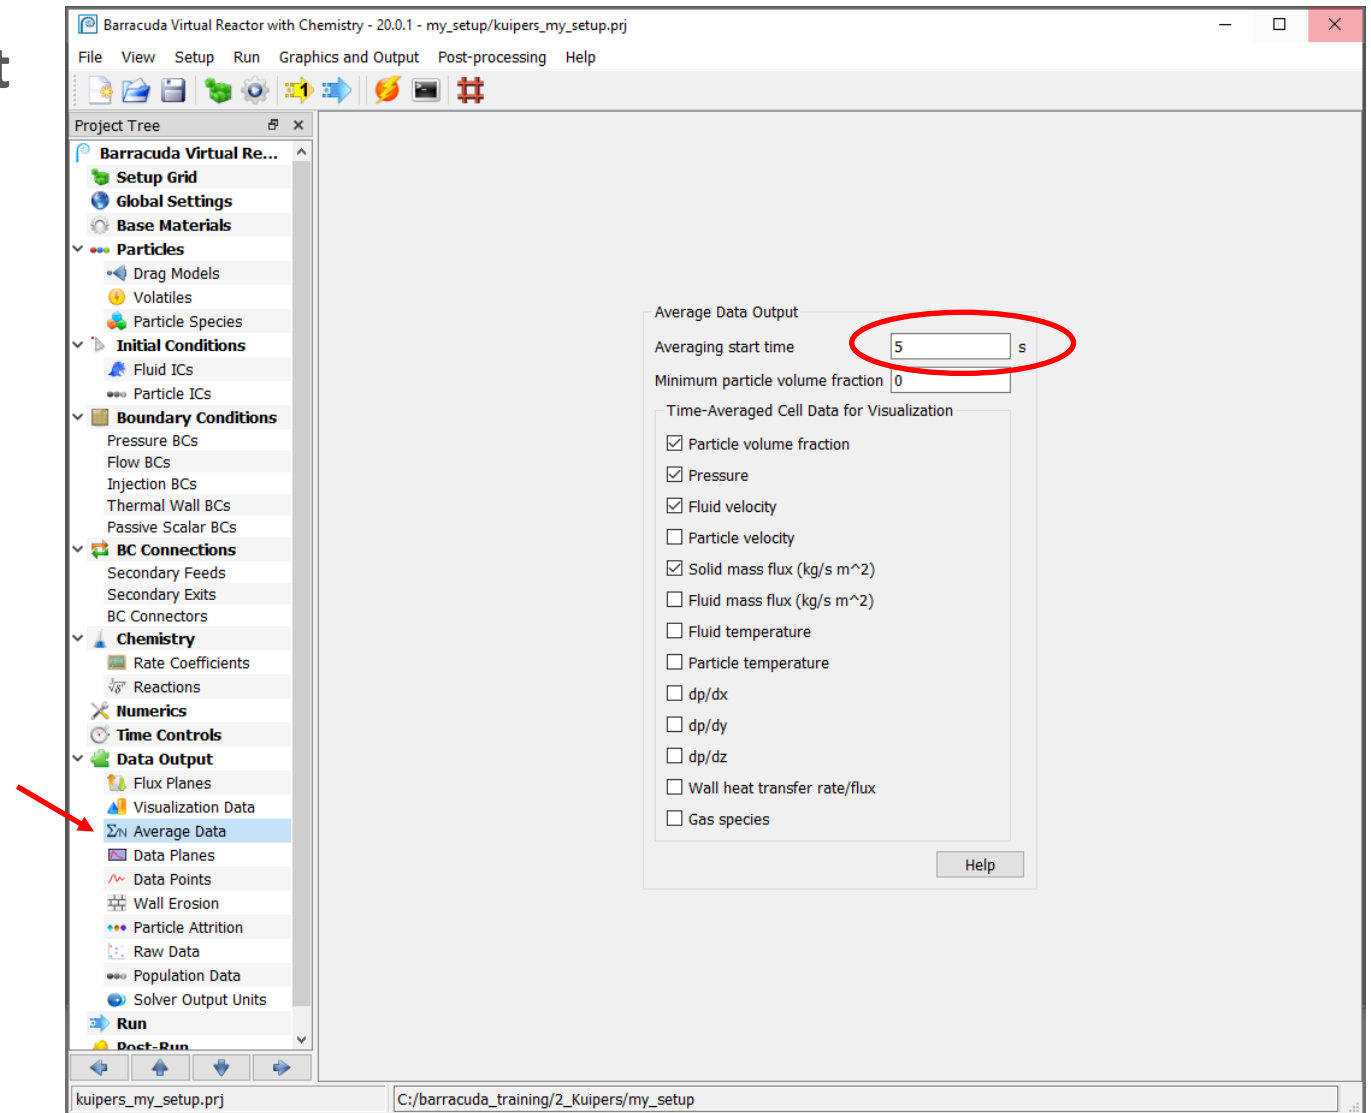 t
Barracuda Virtual Reactor with Chemistry - 20.0.1 - my_setup/kuipers_my_setup.prj
File View Setup Run Graphics and Output Post-processing Help
Project Tree
Barracuda Virtual Re...
Setup Grid
Global Settings
Base Materials
Particles
Drag Models
Volatiles
Particle Species
Initial Conditions
Fluid ICs
Particle ICs
Boundary Conditions
Pressure BCs
Flow BCs
Injection BCs
Thermal Wall BCs
Passive Scalar BCs
BC Connections
Secondary Feeds
Secondary Exits
BC Connectors
Chemistry
Rate Coefficients
Reactions
Numerics
Time Controls
Data Output
Flux Planes
Visualization Data
Σ/N Average Data
Data Planes
Data Points
Wall Erosion
Particle Attrition
Raw Data
Population Data
Solver Output Units
Run
Post-Run
Average Data Output
Averaging start time 5 s
Minimum particle volume fraction 0
Time-Averaged Cell Data for Visualization
Particle volume fraction
Pressure
Fluid velocity
Particle velocity
Solid mass flux (kg/s m^2)
Fluid mass flux (kg/s m^2)
Fluid temperature
Particle temperature
dp/dx
dp/dy
dp/dz
Wall heat transfer rate/flux
Gas species
Help
kuipers_my_setup.prj C:/barracuda_training/2_Kuipers/my_setup